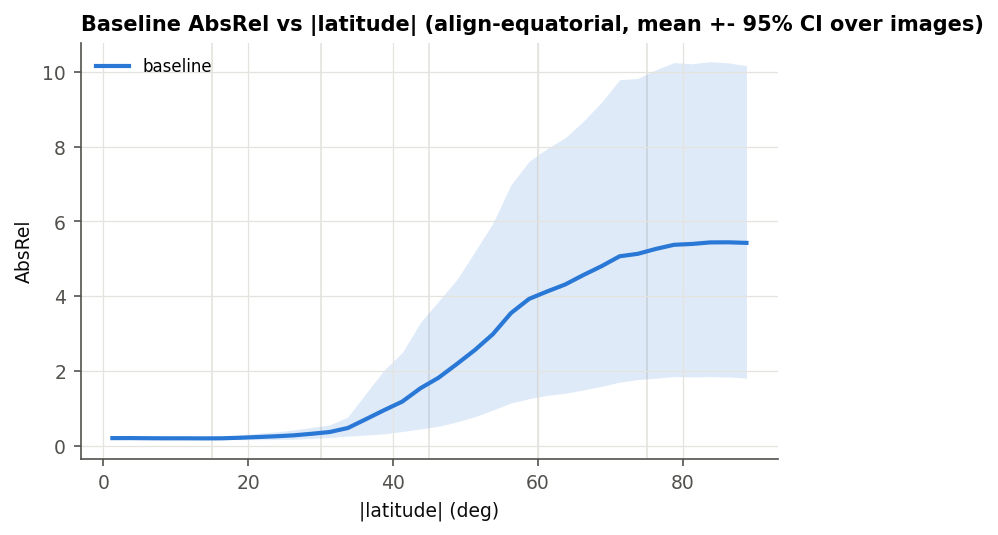 Baseline AbsRel vs |latitude| (align-equatorial, mean +- 95% CI over images)
baseline
10
8
6
4
2
0
AbsRel
0 20 40 60 80
|latitude| (deg)